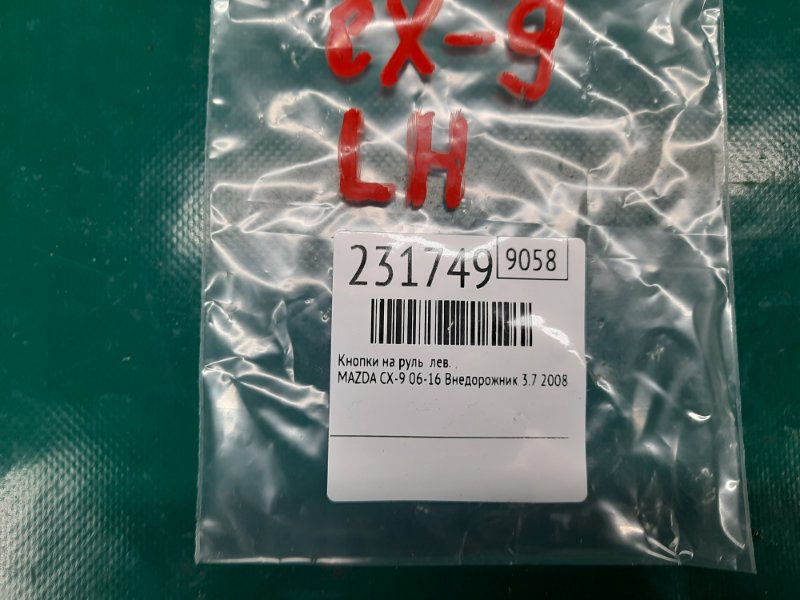 CX-9
LH
231749 9058
Кнопки на руль лев. .
MAZDA CX-9 06-16 Внедорожник 3.7 2008